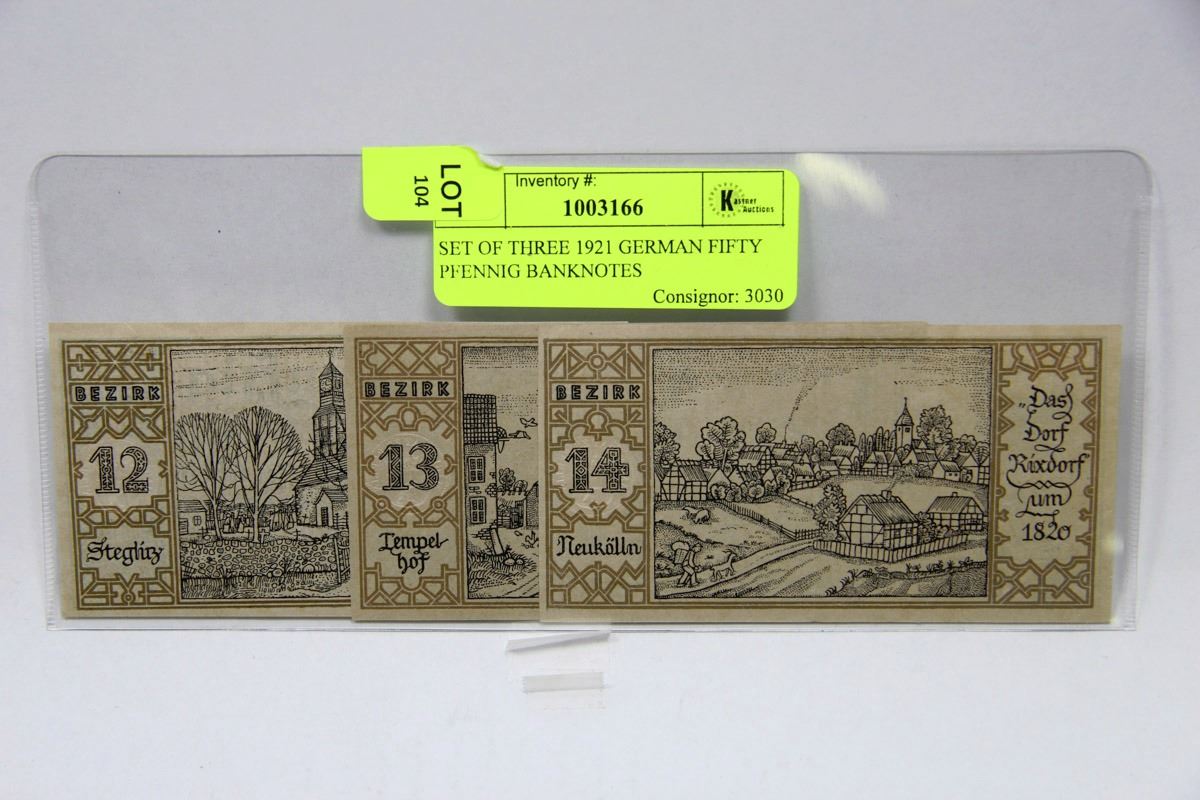 LOT
104
Inventory #:
1003166
Kastner
Auctions
SET OF THREE 1921 GERMAN FIFTY
PFENNIG BANKNOTES
Consignor: 3030
BEZIRK
12
Steglitz
BEZIRK
13
Tempel-
hof
BEZIRK
14
Neukölln
„Das
Dorf
Rixdorf"
um
1820